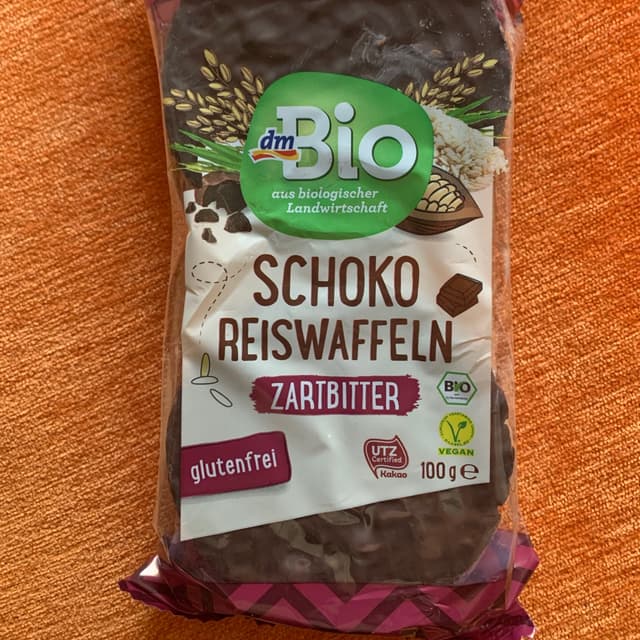 dm
Bio
aus biologischer
Landwirtschaft
SCHOKO
REISWAFFELN
ZARTBITTER
BIO
VEGAN
glutenfrei
UTZ
Certified
Kakao
100 g e